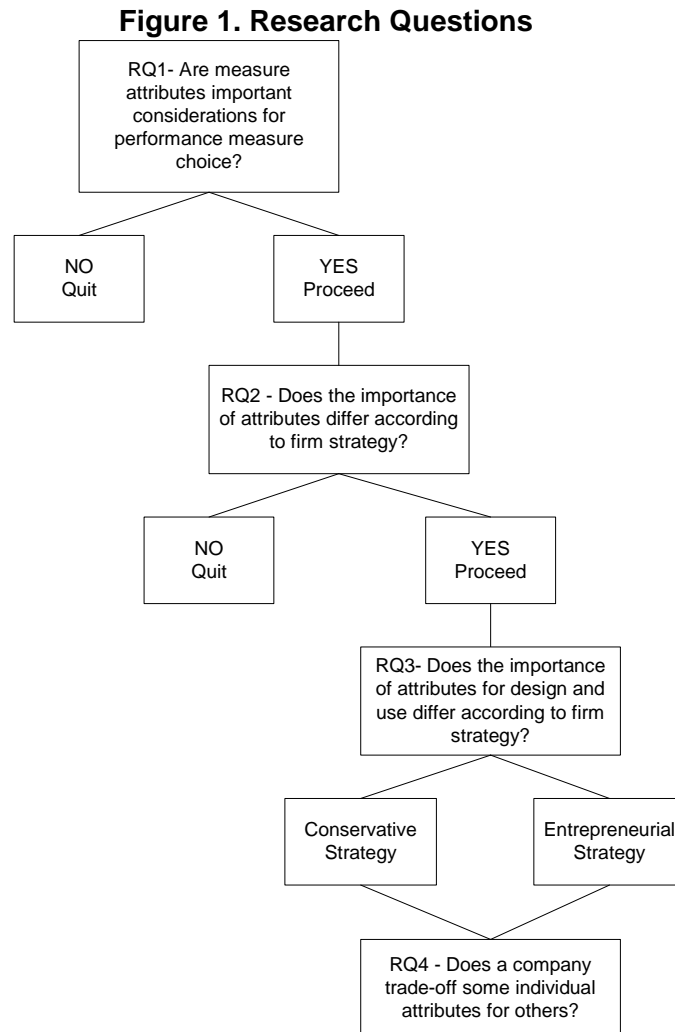 Figure 1. Research Questions
RQ1- Are measure
attributes important
considerations for
performance measure
choice?
NO
Quit
YES
Proceed
RQ2 - Does the importance
of attributes differ according
to firm strategy?
NO
Quit
YES
Proceed
RQ3- Does the importance
of attributes for design and
use differ according to firm
strategy?
Conservative
Strategy
Entrepreneurial
Strategy
RQ4 - Does a company
trade-off some individual
attributes for others?